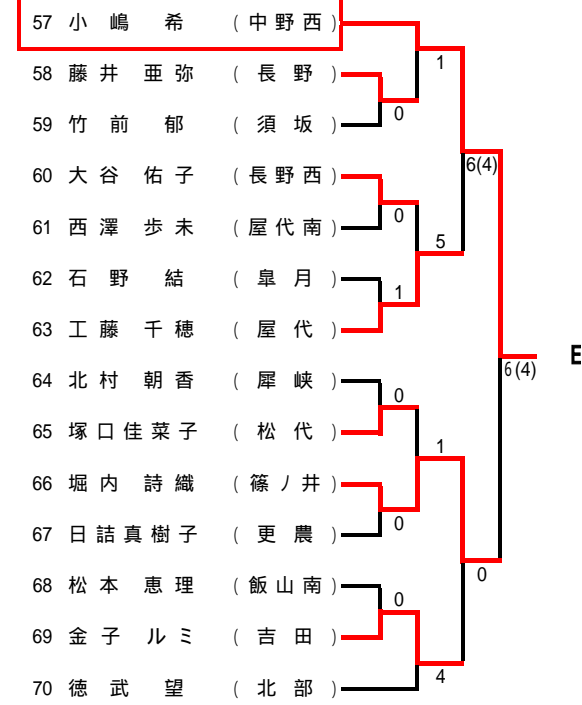 57 小嶋 希 (中野西)
1
58 藤井 亜弥 (長野)
0
59 竹前 郁 (須坂)
6(4)
60 大谷 佑子 (長野西)
0
61 西澤 歩未 (屋代南)
5
62 石野 結 (皐月)
1
63 工藤 千穂 (屋代)
E
6(4)
64 北村 朝香 (犀峡)
0
65 塚口佳菜子 (松代)
1
66 堀内 詩織 (篠ノ井)
0
67 日詰真樹子 (更農)
0
68 松本 恵理 (飯山南)
0
69 金子 ルミ (吉田)
4
70 徳武 望 (北部)